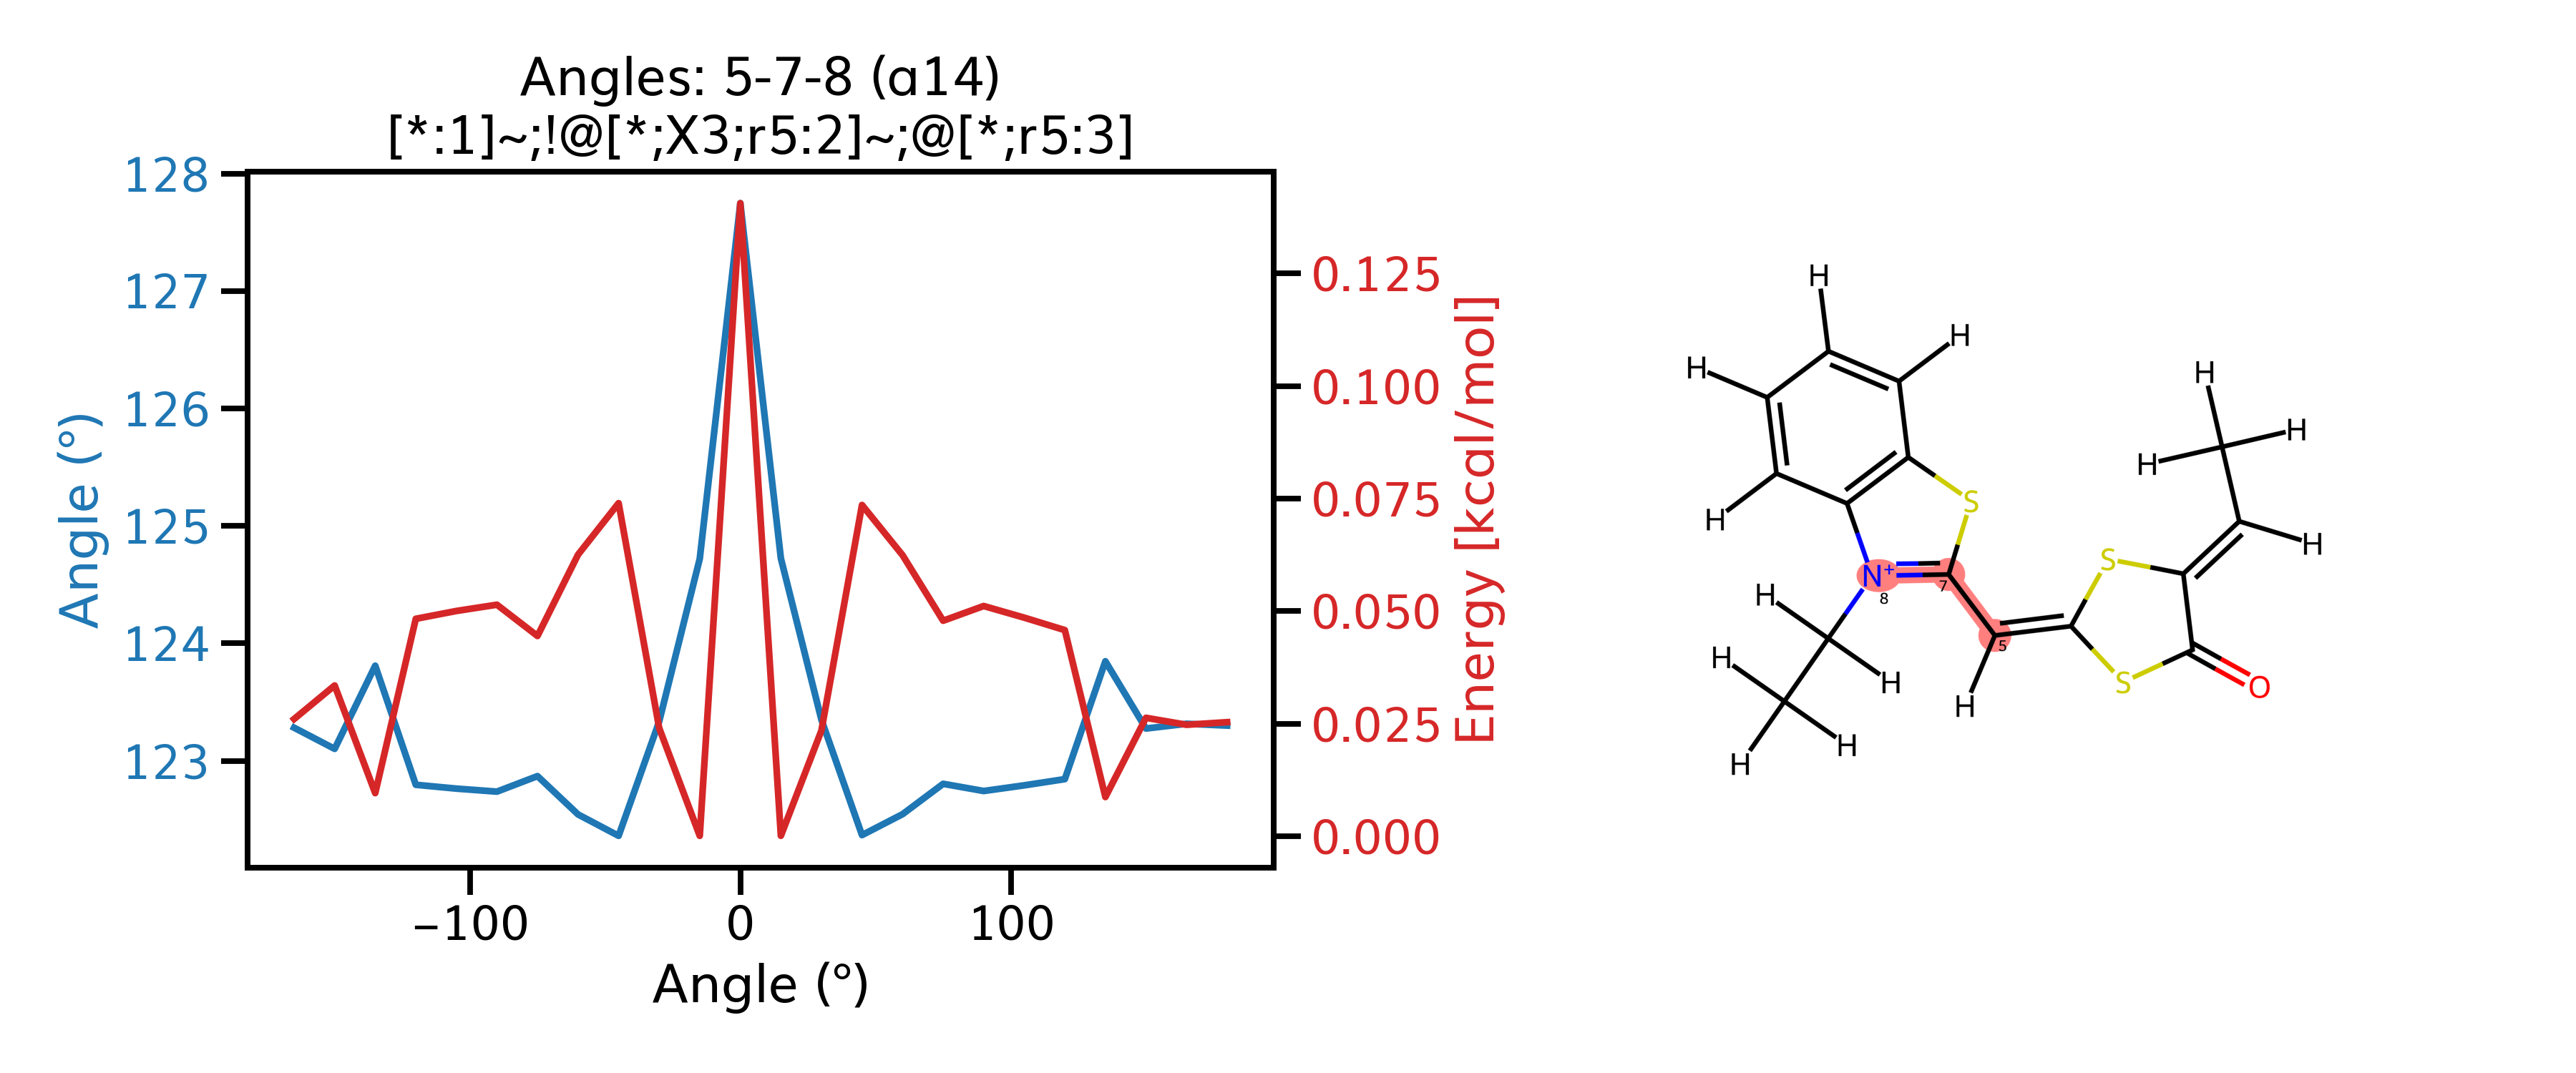 Angles: 5-7-8 (a14)
[*:1]~;!@[*;X3;r5:2]~;@[*;r5:3]
128
127
126
125
124
123
Angle (°)
0.125
0.100
0.075
0.050
0.025
0.000
Energy [kcal/mol]
−100 0 100
Angle (°)
H
H
H
H
H
H
H
S
H
S
H
N⁺
8
7
H
H
5
H
S
O
H
H
H